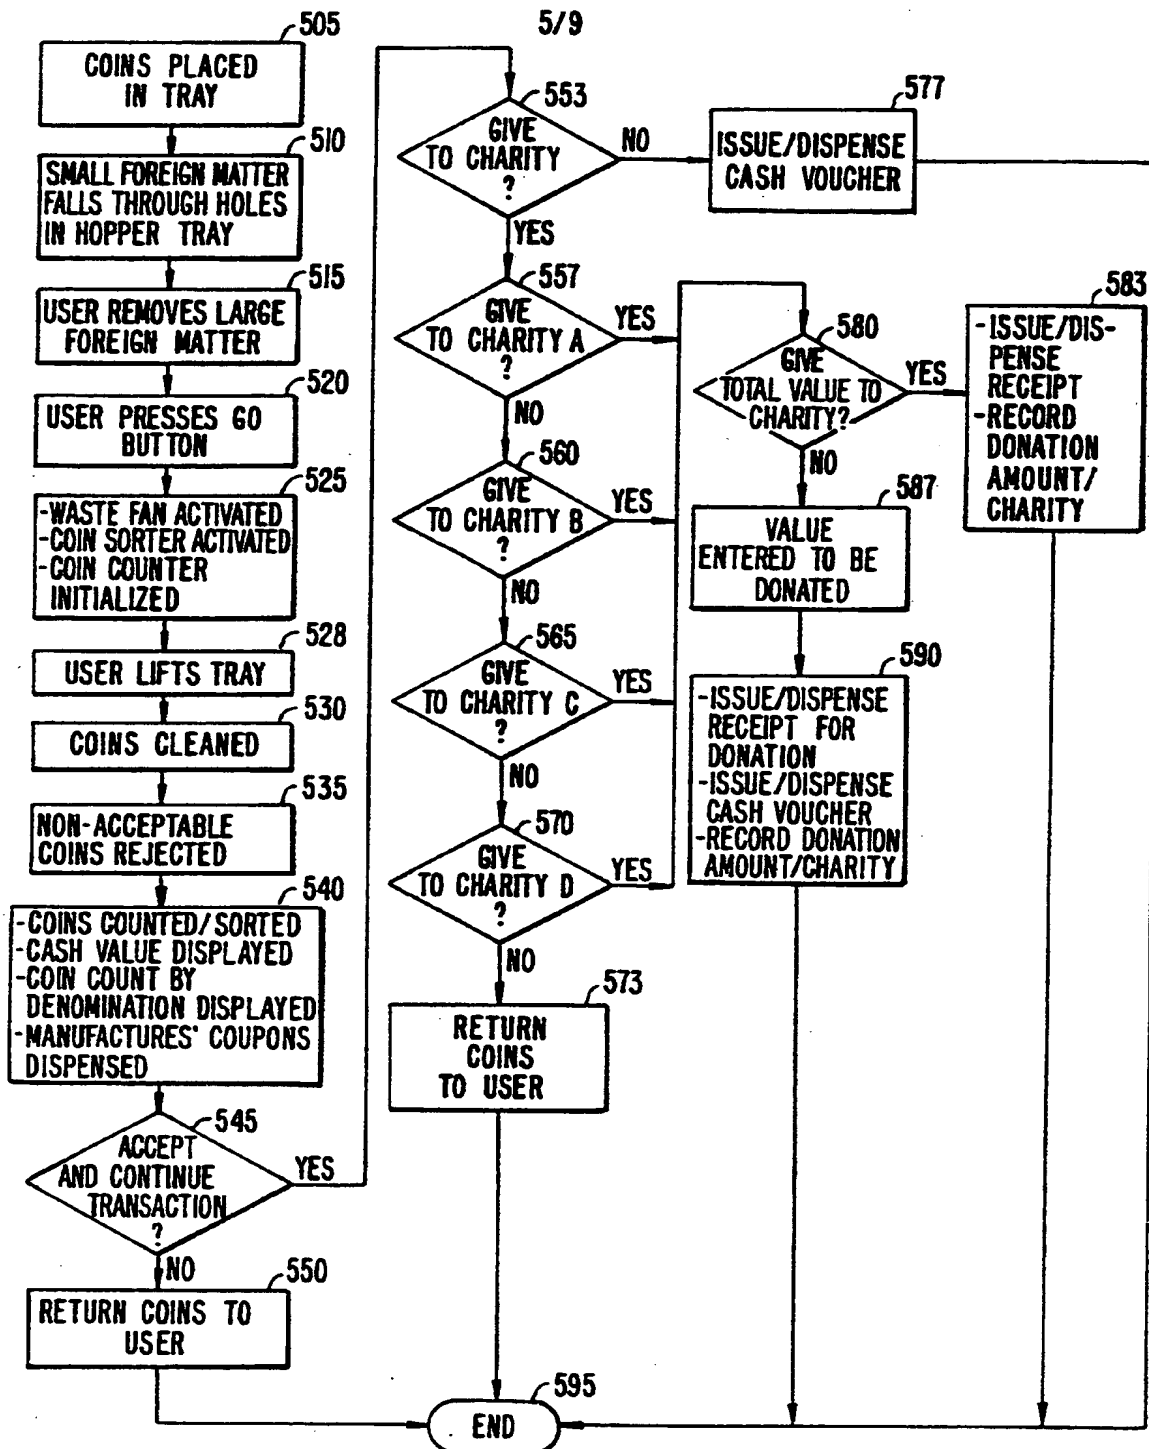 5/9
505
COINS PLACED
IN TRAY
510
SMALL FOREIGN MATTER
FALLS THROUGH HOLES
IN HOPPER TRAY
515
USER REMOVES LARGE
FOREIGN MATTER
520
USER PRESSES GO
BUTTON
525
-WASTE FAN ACTIVATED
-COIN SORTER ACTIVATED
-COIN COUNTER
INITIALIZED
528
USER LIFTS TRAY
530
COINS CLEANED
535
NON-ACCEPTABLE
COINS REJECTED
540
-COINS COUNTED/SORTED
-CASH VALUE DISPLAYED
-COIN COUNT BY
DENOMINATION DISPLAYED
-MANUFACTURES' COUPONS
DISPENSED
545
ACCEPT
AND CONTINUE
TRANSACTION
?
YES
NO
550
RETURN COINS TO
USER
553
GIVE
TO CHARITY
?
NO
YES
557
GIVE
TO CHARITY A
?
YES
NO
560
GIVE
TO CHARITY B
?
YES
NO
565
GIVE
TO CHARITY C
?
YES
NO
570
GIVE
TO CHARITY D
?
YES
NO
573
RETURN
COINS
TO USER
577
ISSUE/DISPENSE
CASH VOUCHER
580
GIVE
TOTAL VALUE TO
CHARITY?
YES
NO
583
-ISSUE/DIS-
PENSE
RECEIPT
-RECORD
DONATION
AMOUNT/
CHARITY
587
VALUE
ENTERED TO BE
DONATED
590
-ISSUE/DISPENSE
RECEIPT FOR
DONATION
-ISSUE/DISPENSE
CASH VOUCHER
-RECORD DONATION
AMOUNT/CHARITY
595
END